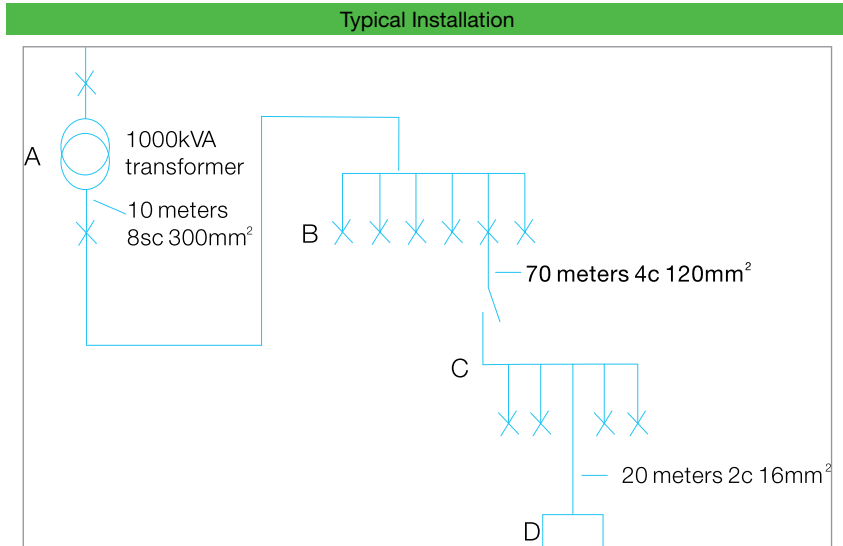 Typical Installation
A
1000kVA
transformer
10 meters
8sc 300mm²
B
70 meters 4c 120mm²
C
20 meters 2c 16mm²
D